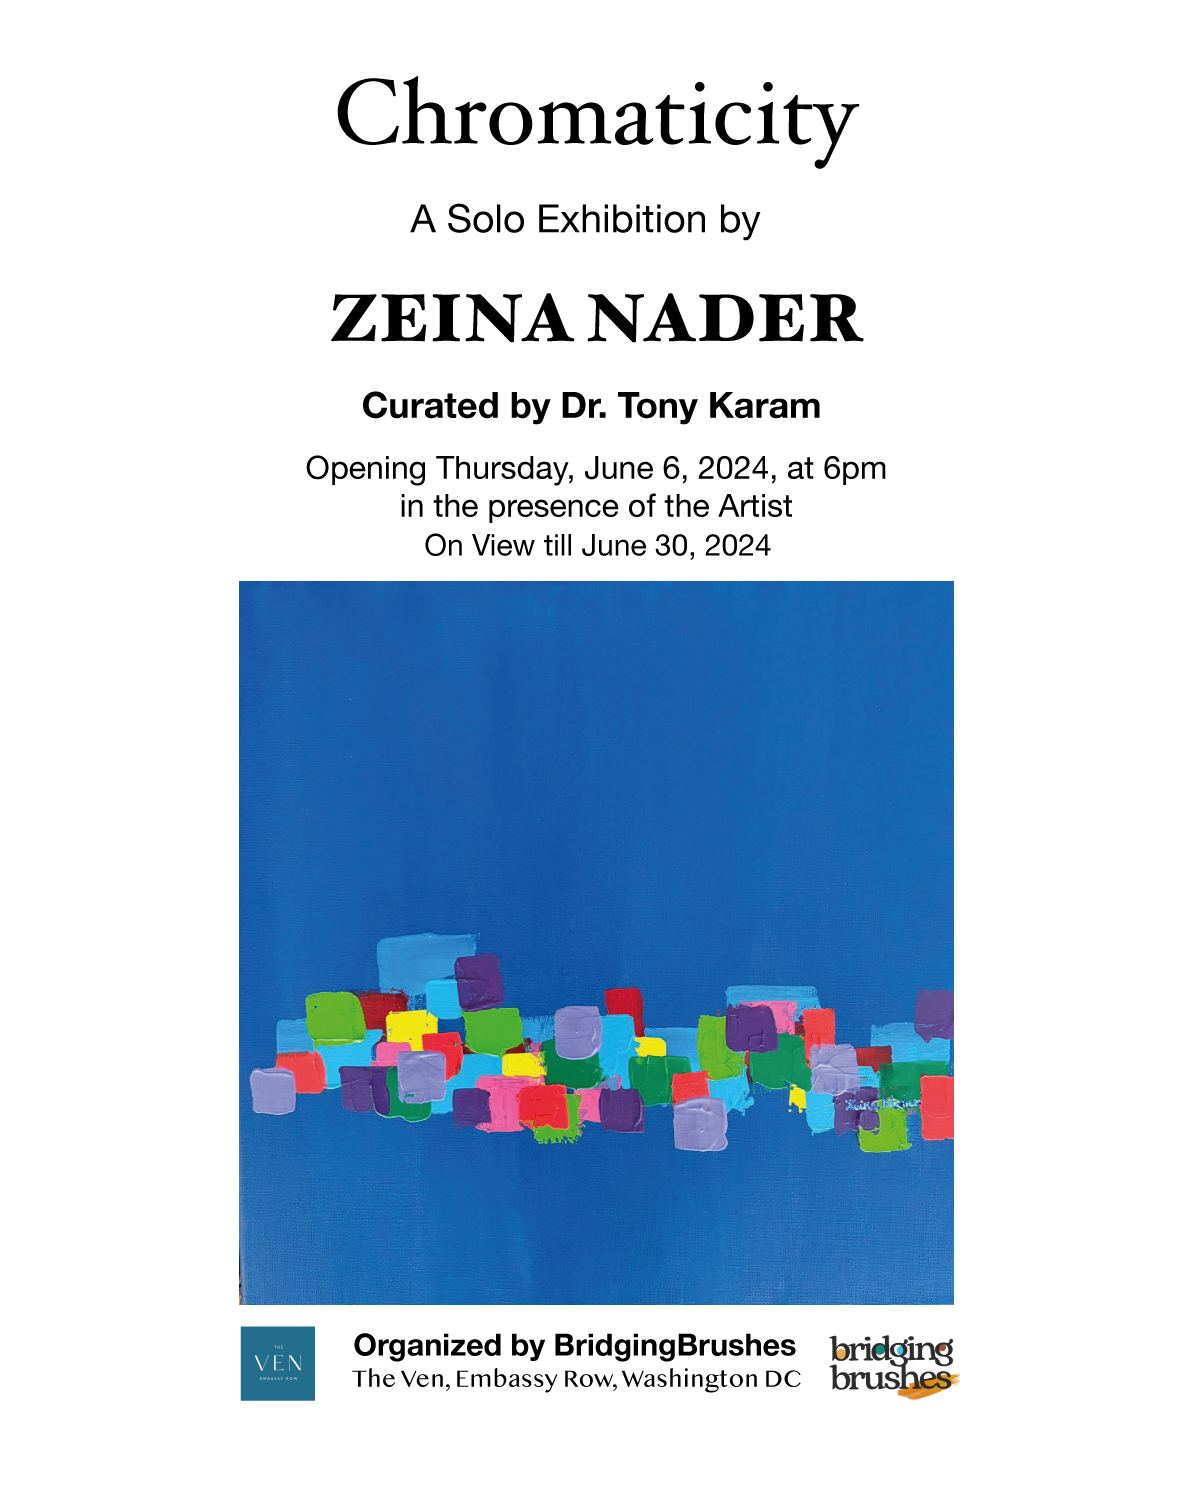 Chromaticity
A Solo Exhibition by
ZEINA NADER
Curated by Dr. Tony Karam
Opening Thursday, June 6, 2024, at 6pm
in the presence of the Artist
On View till June 30, 2024
Zeina Nader
THE
VEN
EMBASSY ROW
Organized by BridgingBrushes
The Ven, Embassy Row, Washington DC
bridging
brushes